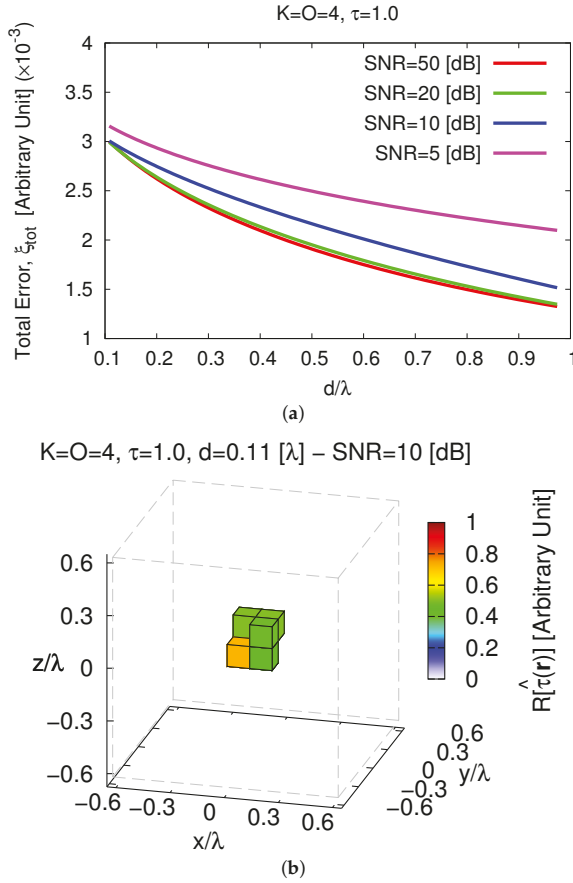 K=O=4, τ=1.0
Total Error, ξtot [Arbitrary Unit] (×10⁻³)
4
3.5
3
2.5
2
1.5
1
SNR=50 [dB]
SNR=20 [dB]
SNR=10 [dB]
SNR=5 [dB]
0.1 0.2 0.3 0.4 0.5 0.6 0.7 0.8 0.9 1
d/λ
(a)
K=O=4, τ=1.0, d=0.11 [λ] − SNR=10 [dB]
0.6
0.3
z/λ 0
−0.3
−0.6
−0.6 −0.3 0 0.3 0.6
x/λ
0.6
0.3
0
−0.3
−0.6
y/λ
1
0.8
0.6
0.4
0.2
0
R[τ̂(r)] [Arbitrary Unit]
(b)